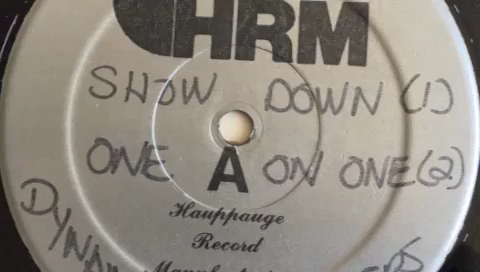 HRM
SHOW DOWN (1)
ONE A ON ONE (2)
Hauppauge
Record